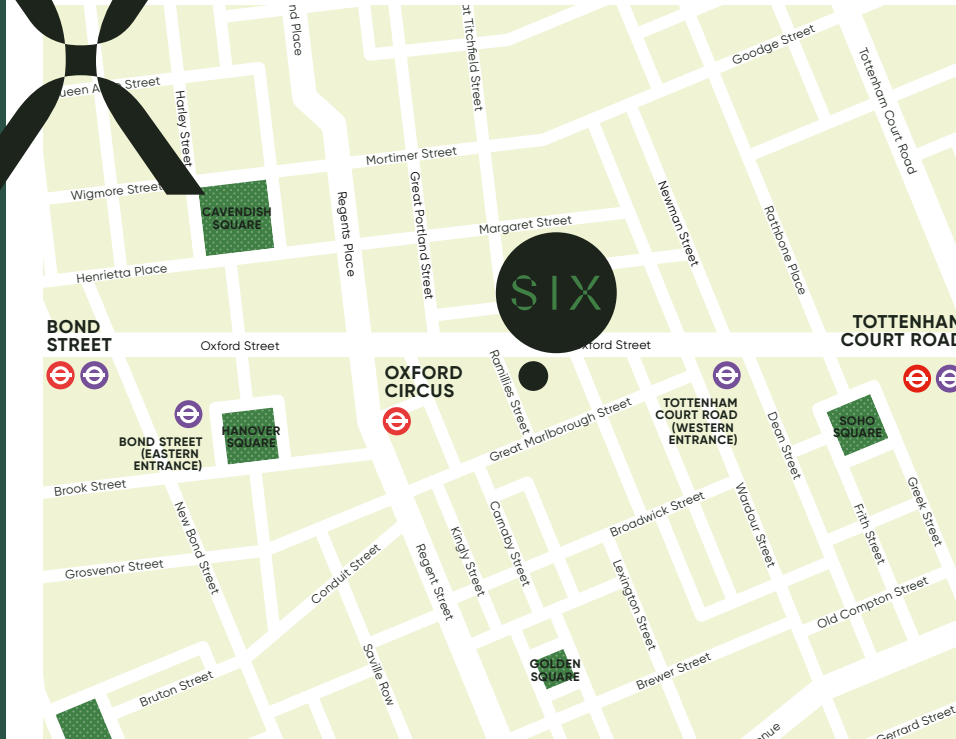 Goodge Street
Tottenham Court Road
Titchfield Street
Place
Street
Harley Street
Mortimer Street
Wigmore Street
CAVENDISH
SQUARE
Regents Place
Great Portland Street
Margaret Street
Newman Street
Rathbone Place
Henrietta Place
SIX
BOND
STREET
Oxford Street
Street
TOTTENHAM
COURT ROAD
OXFORD
CIRCUS
Ramillies Street
Great Marlborough Street
TOTTENHAM
COURT ROAD
(WESTERN
ENTRANCE)
BOND STREET
(EASTERN
ENTRANCE)
HANOVER
SQUARE
SOHO
SQUARE
Dean Street
Brook Street
New Bond Street
Carnaby Street
Kingly Street
Broadwick Street
Wardour Street
Frith Street
Greek Street
Grosvenor Street
Conduit Street
Regent Street
Lexington Street
Old Compton Street
Saville Row
GOLDEN
SQUARE
Brewer Street
Bruton Street
Gerrard Street